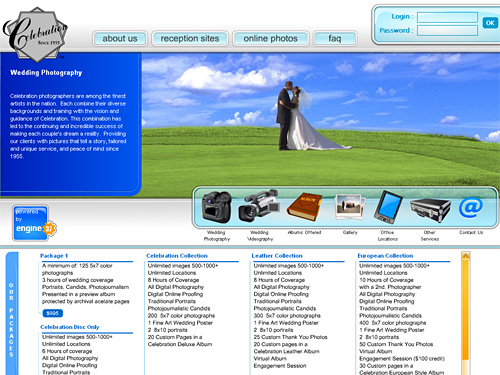 Celebration
Since 1955
about us
reception sites
online photos
faq
Login :
Password :
OK
Wedding Photography
Celebration photographers are among the finest
artists in the nation. Each combine their diverse
backgrounds and training with the vision and
guidance of Celebration. This combination has
led to the continuing and incredible success of
making each couple's dream a reality. Providing
our clients with pictures that tell a story, tailored
and unique service, and peace of mind since
1955.
powered
by
engine 37
Wedding
Photography
Wedding
Videography
Albums Offered
Gallery
Office
Locations
Other
Services
Contact Us
OUR PACKAGES
Package 1
A minimum of: 125 5x7 color
photographs
3 hours of wedding coverage
Portraits, Candids, Photojournalism
Presented in a preview album
protected by archival acetate pages
$895
Celebration Disc Only
Unlimited images 500-1000+
Unlimited Locations
6 Hours of coverage
All Digital Photography
Digital Online Proofing
Traditional Portraits
Celebration Collection
Unlimited images 500-1000+
Unlimited Locations
8 Hours of Coverage
All Digital Photography
Digital Online Proofing
Traditional Portraits
Photojournalistic Candids
200 5x7 color photographs
1 Fine Art Wedding Poster
2 8x10 portraits
20 Custom Pages in a
Celebration Deluxe Album
Leather Collection
Unlimited images 500-1000+
Unlimited Locations
8 Hours of Coverage
All Digital Photography
Digital Online Proofing
Traditional Portraits
Photojournalistic Candids
300 5x7 color photographs
1 Fine Art Wedding Poster
2 8x10 portraits
25 Custom Thank You Photos
20 Custom pages in a
Celebration Leather Album
Virtual Album
Engagement Session
European Collection
Unlimited images 500-1000+
Unlimited Locations
10 Hours of Coverage
with a 2nd. Photographer
All Digital Photography
Digital Online Proofing
Traditional Portraits
Photojournalistic Candids
400 5x7 color photographs
1 Fine Art Wedding Poster
4 8x10 portraits
50 Custom Thank You Photos
Virtual Album
Engagement Session ($100 credit)
30 Custom pages in a
Celebration European Style Album